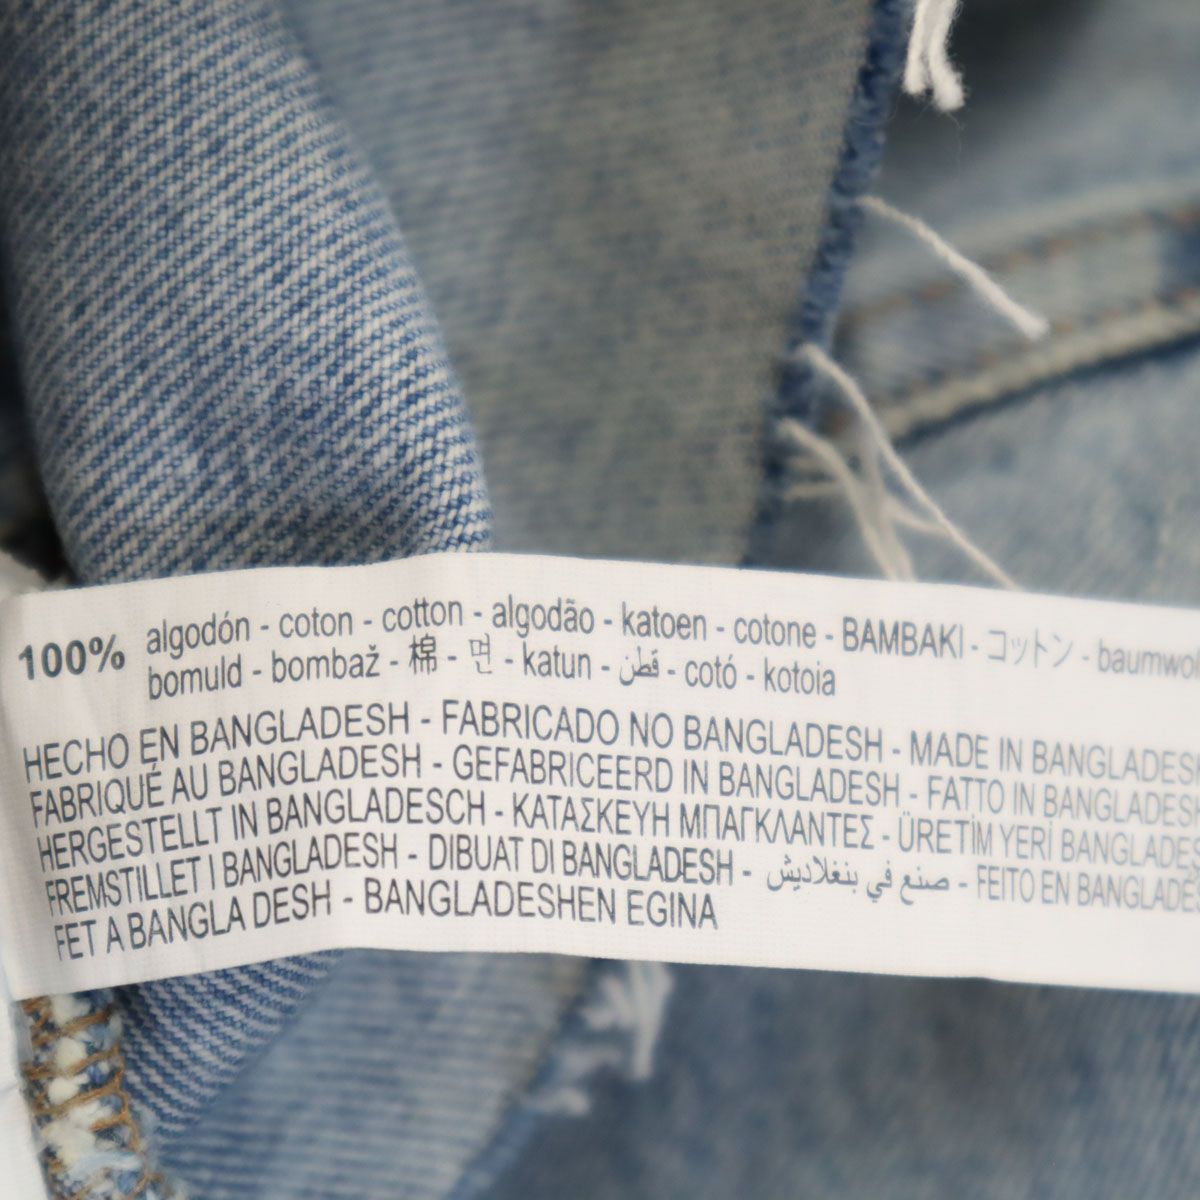 100% algodón - coton - cotton - algodão - katoen - cotone - BAMBAKI - コットン - baumwol
bomuld - bombaž - 棉 - 면 - katun - قطن - cotó - kotoia
HECHO EN BANGLADESH - FABRICADO NO BANGLADESH - MADE IN BANGLADESH
FABRIQUÉ AU BANGLADESH - GEFABRICEERD IN BANGLADESH - FATTO IN BANGLADESH
HERGESTELLT IN BANGLADESCH - ΚΑΤΑΣΚΕΥΗ ΜΠΑΓΚΛΑΝΤΕΣ - ÜRETİM YERİ BANGLADEŞ
FREMSTILLET I BANGLADESH - DIBUAT DI BANGLADESH - صنع في بنغلاديش - FEITO EN BANGLADES
FET A BANGLA DESH - BANGLADESHEN EGINA